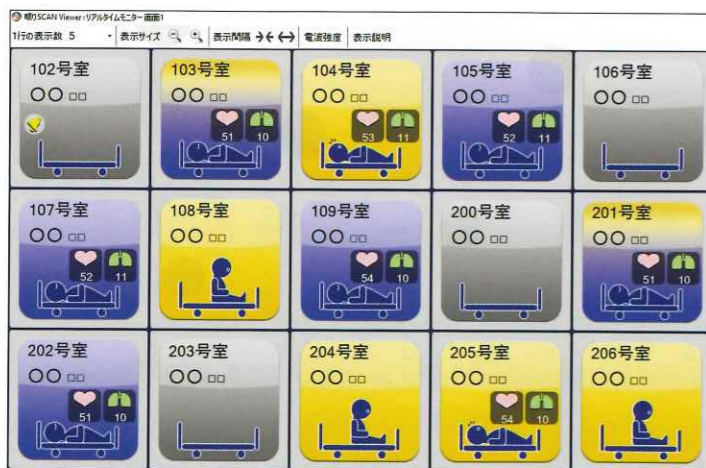 眠りSCAN Viewer:リアルタイムモニター 画面1
1行の表示数 5 表示サイズ 表示間隔 電波強度 表示説明
102号室 103号室 104号室 105号室 106号室
○○ □□ ○○ □□ ○○ □□ ○○ □□ ○○ □□
51 10 53 11 52 11
107号室 108号室 109号室 200号室 201号室
○○ □□ ○○ □□ ○○ □□ ○○ □□ ○○ □□
52 11 54 10 51 10
202号室 203号室 204号室 205号室 206号室
○○ □□ ○○ □□ ○○ □□ ○○ □□ ○○ □□
51 10 54 10